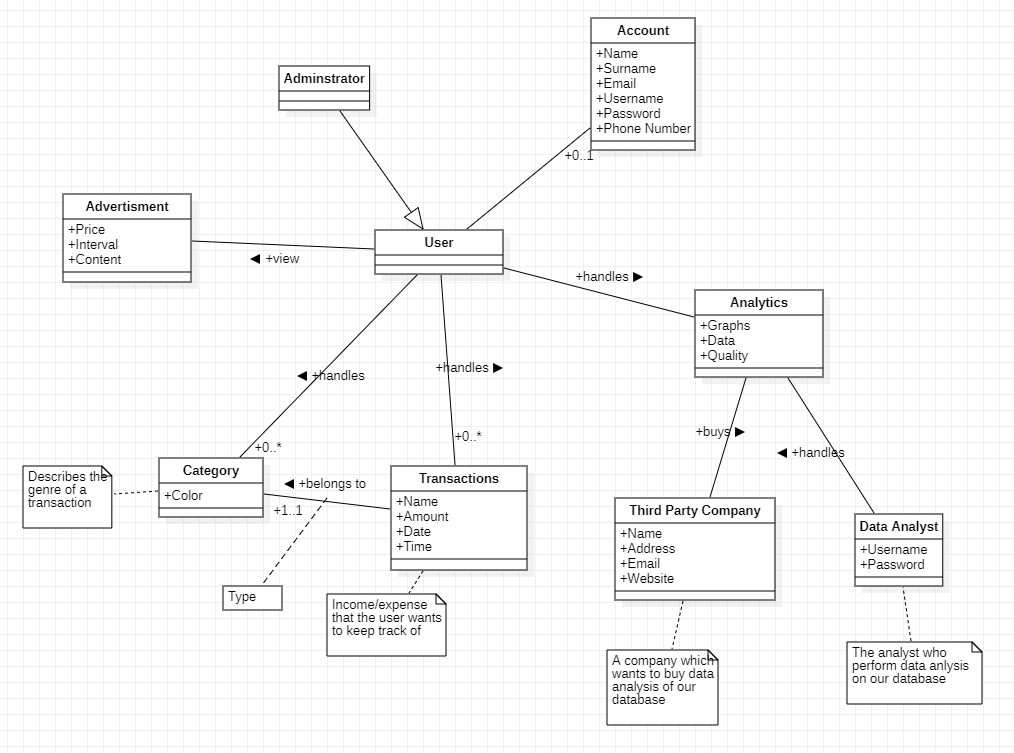 Account
+Name
+Surname
+Email
+Username
+Password
+Phone Number
+0..1
Adminstrator
Advertisment
+Price
+Interval
+Content
◀ +view
User
+handles ▶
Analytics
+Graphs
+Data
+Quality
◀ +handles
+handles ▶
+0..*
+0..*
+buys ▶
◀ +handles
Describes the
genre of a
transaction
Category
+Color
◀ +belongs to
+1..1
Transactions
+Name
+Amount
+Date
+Time
Type
Income/expense
that the user wants
to keep track of
Third Party Company
+Name
+Address
+Email
+Website
Data Analyst
+Username
+Password
A company which
wants to buy data
analysis of our
database
The analyst who
perform data anlysis
on our database